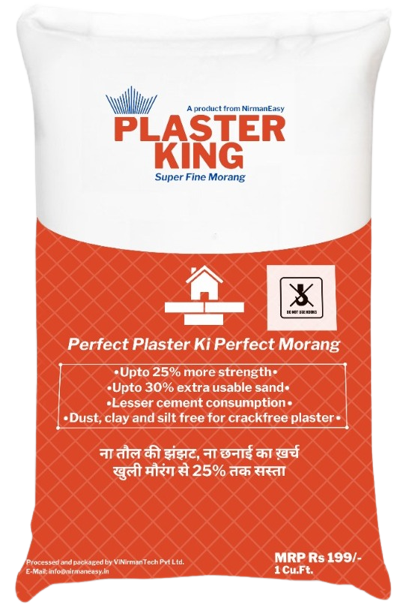 A product from NirmanEasy
PLASTER
KING
Super Fine Morang
DO NOT USE HOOKS
Perfect Plaster Ki Perfect Morang
•Upto 25% more strength•
•Upto 30% extra usable sand•
•Lesser cement consumption•
•Dust, clay and silt free for crackfree plaster•
ना तौल की झंझट, ना छनाई का ख़र्च
खुली मौरंग से 25% तक सस्ता
Processed and packaged by ViNirmanTech Pvt Ltd.
E-Mail: info@nirmaneasy.in
MRP Rs 199/-
1 Cu.Ft.